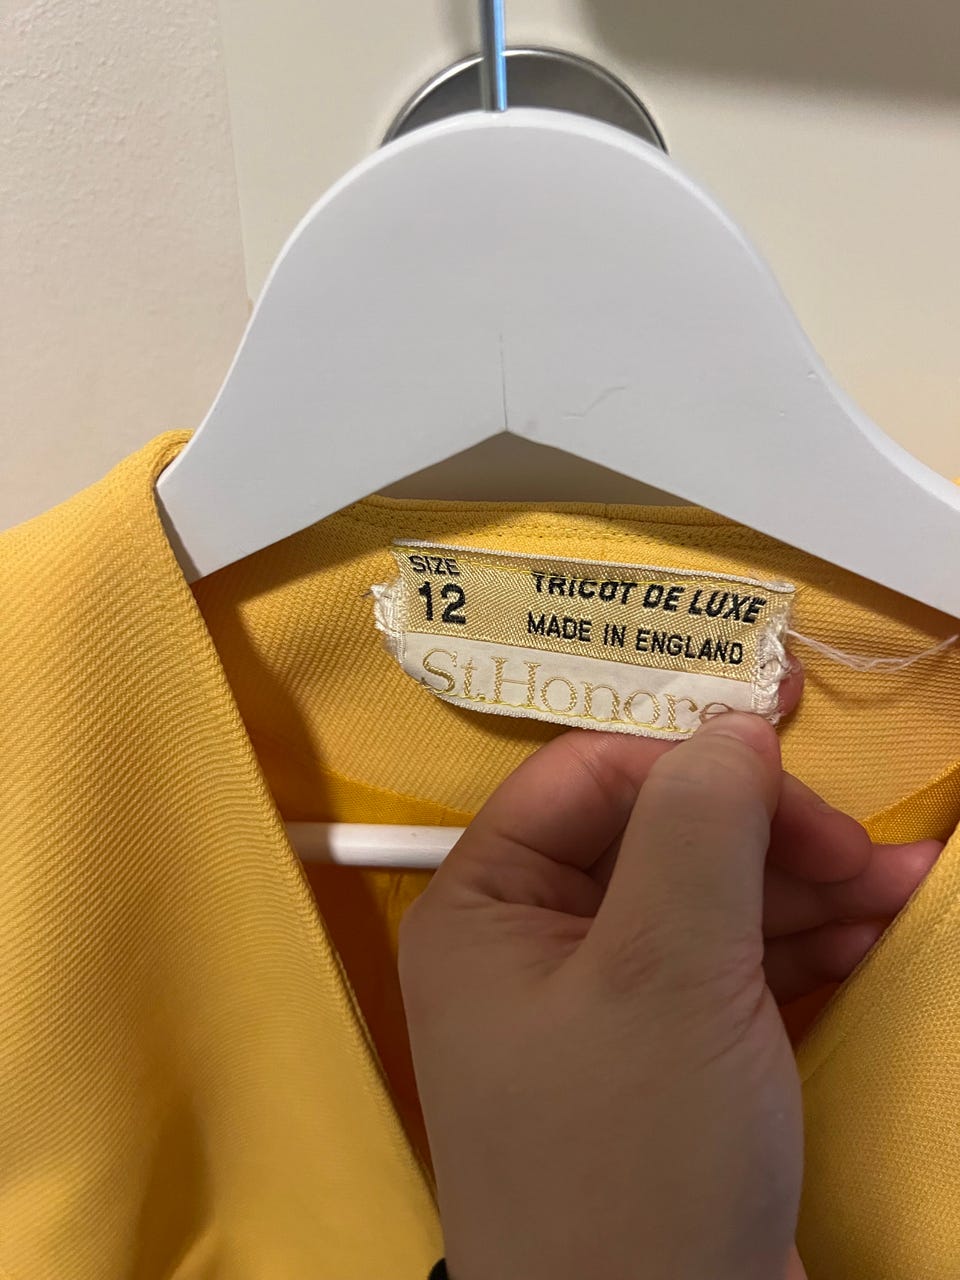 SIZE
12
TRICOT DE LUXE
MADE IN ENGLAND
St.Honore